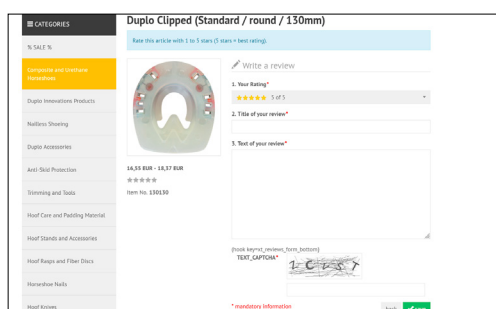 CATEGORIES
% SALE %
Composite and Urethane
Horseshoes
Duplo Innovations Products
Nailless Shoeing
Duplo Accessories
Anti-Skid Protection
Trimming and Tools
Hoof Care and Padding Material
Hoof Stands and Accessories
Hoof Rasps and Fiber Discs
Horseshoe Nails
Hoof Knives
Duplo Clipped (Standard / round / 130mm)
Rate this article with 1 to 5 stars (5 stars = best rating).
16,55 EUR - 18,37 EUR
Item No. 130130
Write a review
1. Your Rating*
5 of 5
2. Title of your review*
3. Text of your review*
[hook key=xt_reviews_form_bottom]
TEXT_CAPTCHA*
* mandatory information
back